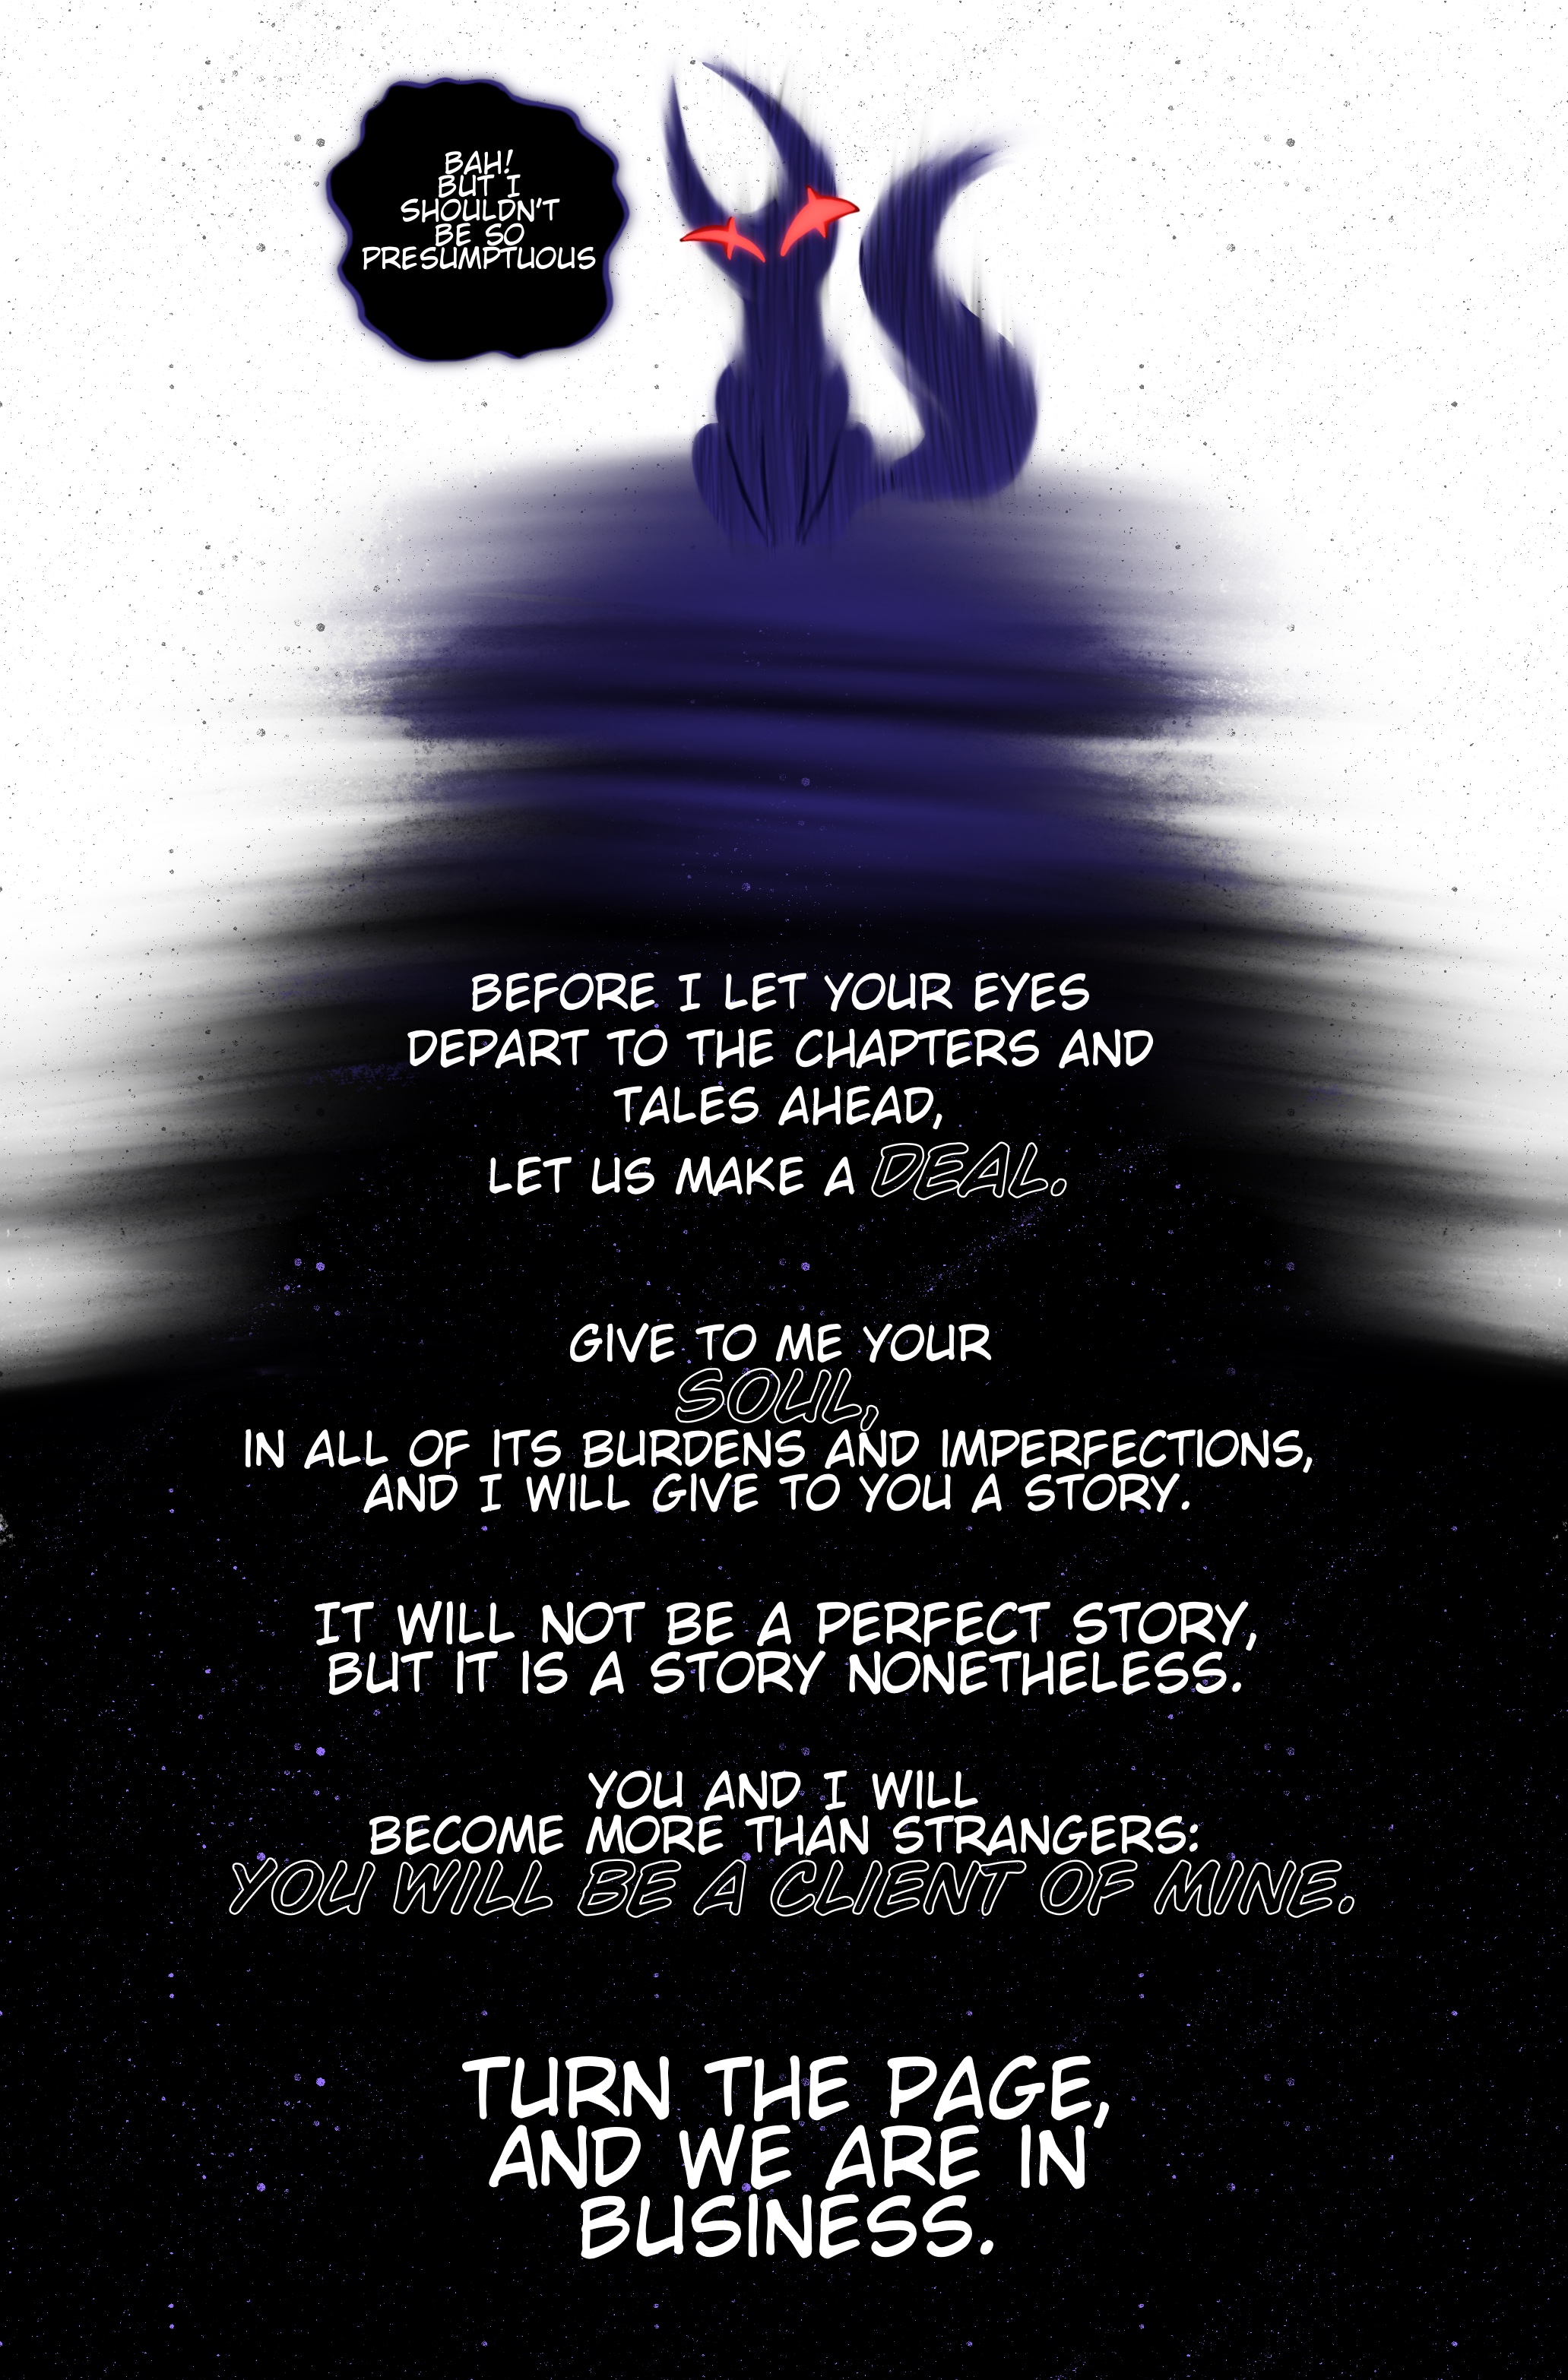 BAH!
BUT I
SHOULDN'T
BE SO
PRESUMPTUOUS
BEFORE I LET YOUR EYES
DEPART TO THE CHAPTERS AND
TALES AHEAD,
LET US MAKE A DEAL.
GIVE TO ME YOUR
SOUL,
IN ALL OF ITS BURDENS AND IMPERFECTIONS,
AND I WILL GIVE TO YOU A STORY.
IT WILL NOT BE A PERFECT STORY,
BUT IT IS A STORY NONETHELESS.
YOU AND I WILL
BECOME MORE THAN STRANGERS:
YOU WILL BE A CLIENT OF MINE.
TURN THE PAGE,
AND WE ARE IN
BUSINESS.